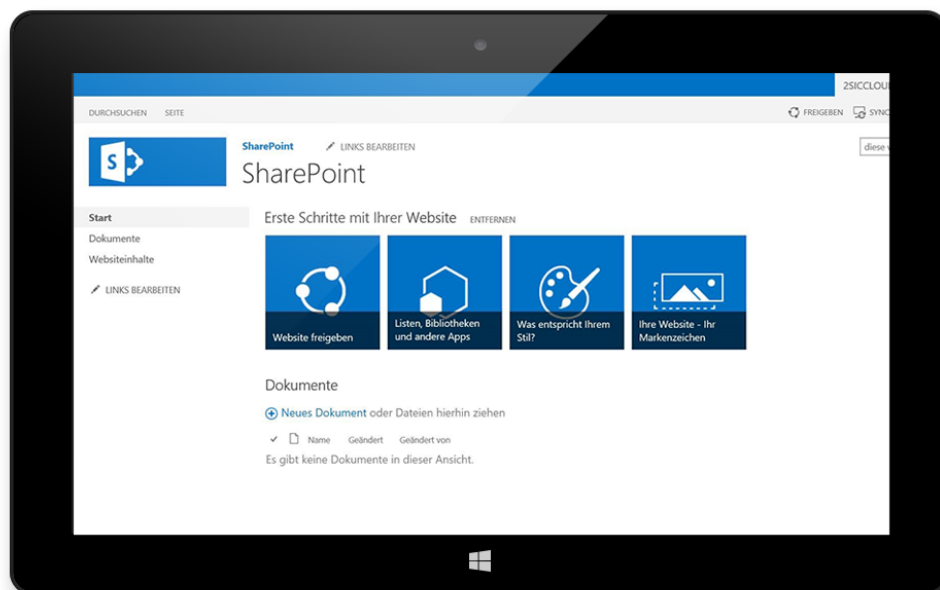 2SICCLOU
DURCHSUCHEN SEITE
FREIGEBEN SYNC
S
SharePoint LINKS BEARBEITEN
diese
SharePoint
Start
Erste Schritte mit Ihrer Website ENTFERNEN
Dokumente
Websiteinhalte
LINKS BEARBEITEN
Website freigeben
Listen, Bibliotheken
und andere Apps
Was entspricht Ihrem
Stil?
Ihre Website - Ihr
Markenzeichen
Dokumente
Neues Dokument oder Dateien hierhin ziehen
Name Geändert Geändert von
Es gibt keine Dokumente in dieser Ansicht.